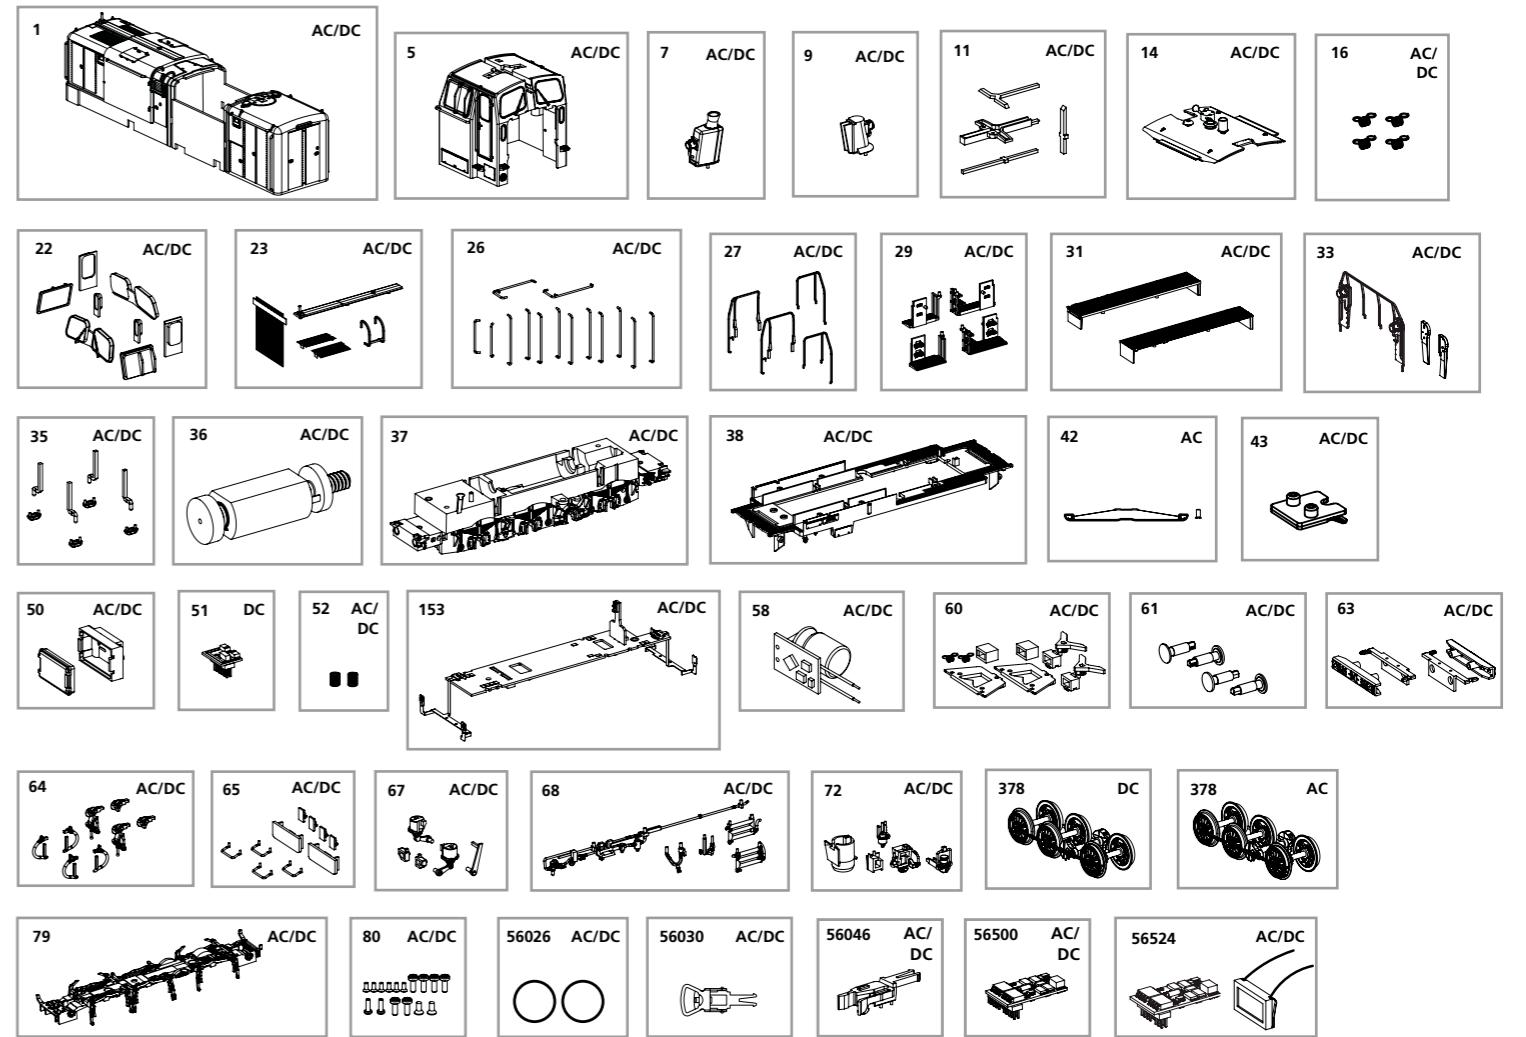 1 AC/DC
5 AC/DC
7 AC/DC
9 AC/DC
11 AC/DC
14 AC/DC
16 AC/
DC
22 AC/DC
23 AC/DC
26 AC/DC
27 AC/DC
29 AC/DC
31 AC/DC
33 AC/DC
35 AC/DC
36 AC/DC
37 AC/DC
38 AC/DC
42 AC
43 AC/DC
50 AC/DC
51 DC
52 AC/
DC
153 AC/DC
58 AC/DC
60 AC/DC
61 AC/DC
63 AC/DC
64 AC/DC
65 AC/DC
67 AC/DC
68 AC/DC
72 AC/DC
378 DC
378 AC
79 AC/DC
80 AC/DC
56026 AC/DC
56030 AC/DC
56046 AC/
DC
56500 AC/
DC
56524 AC/DC